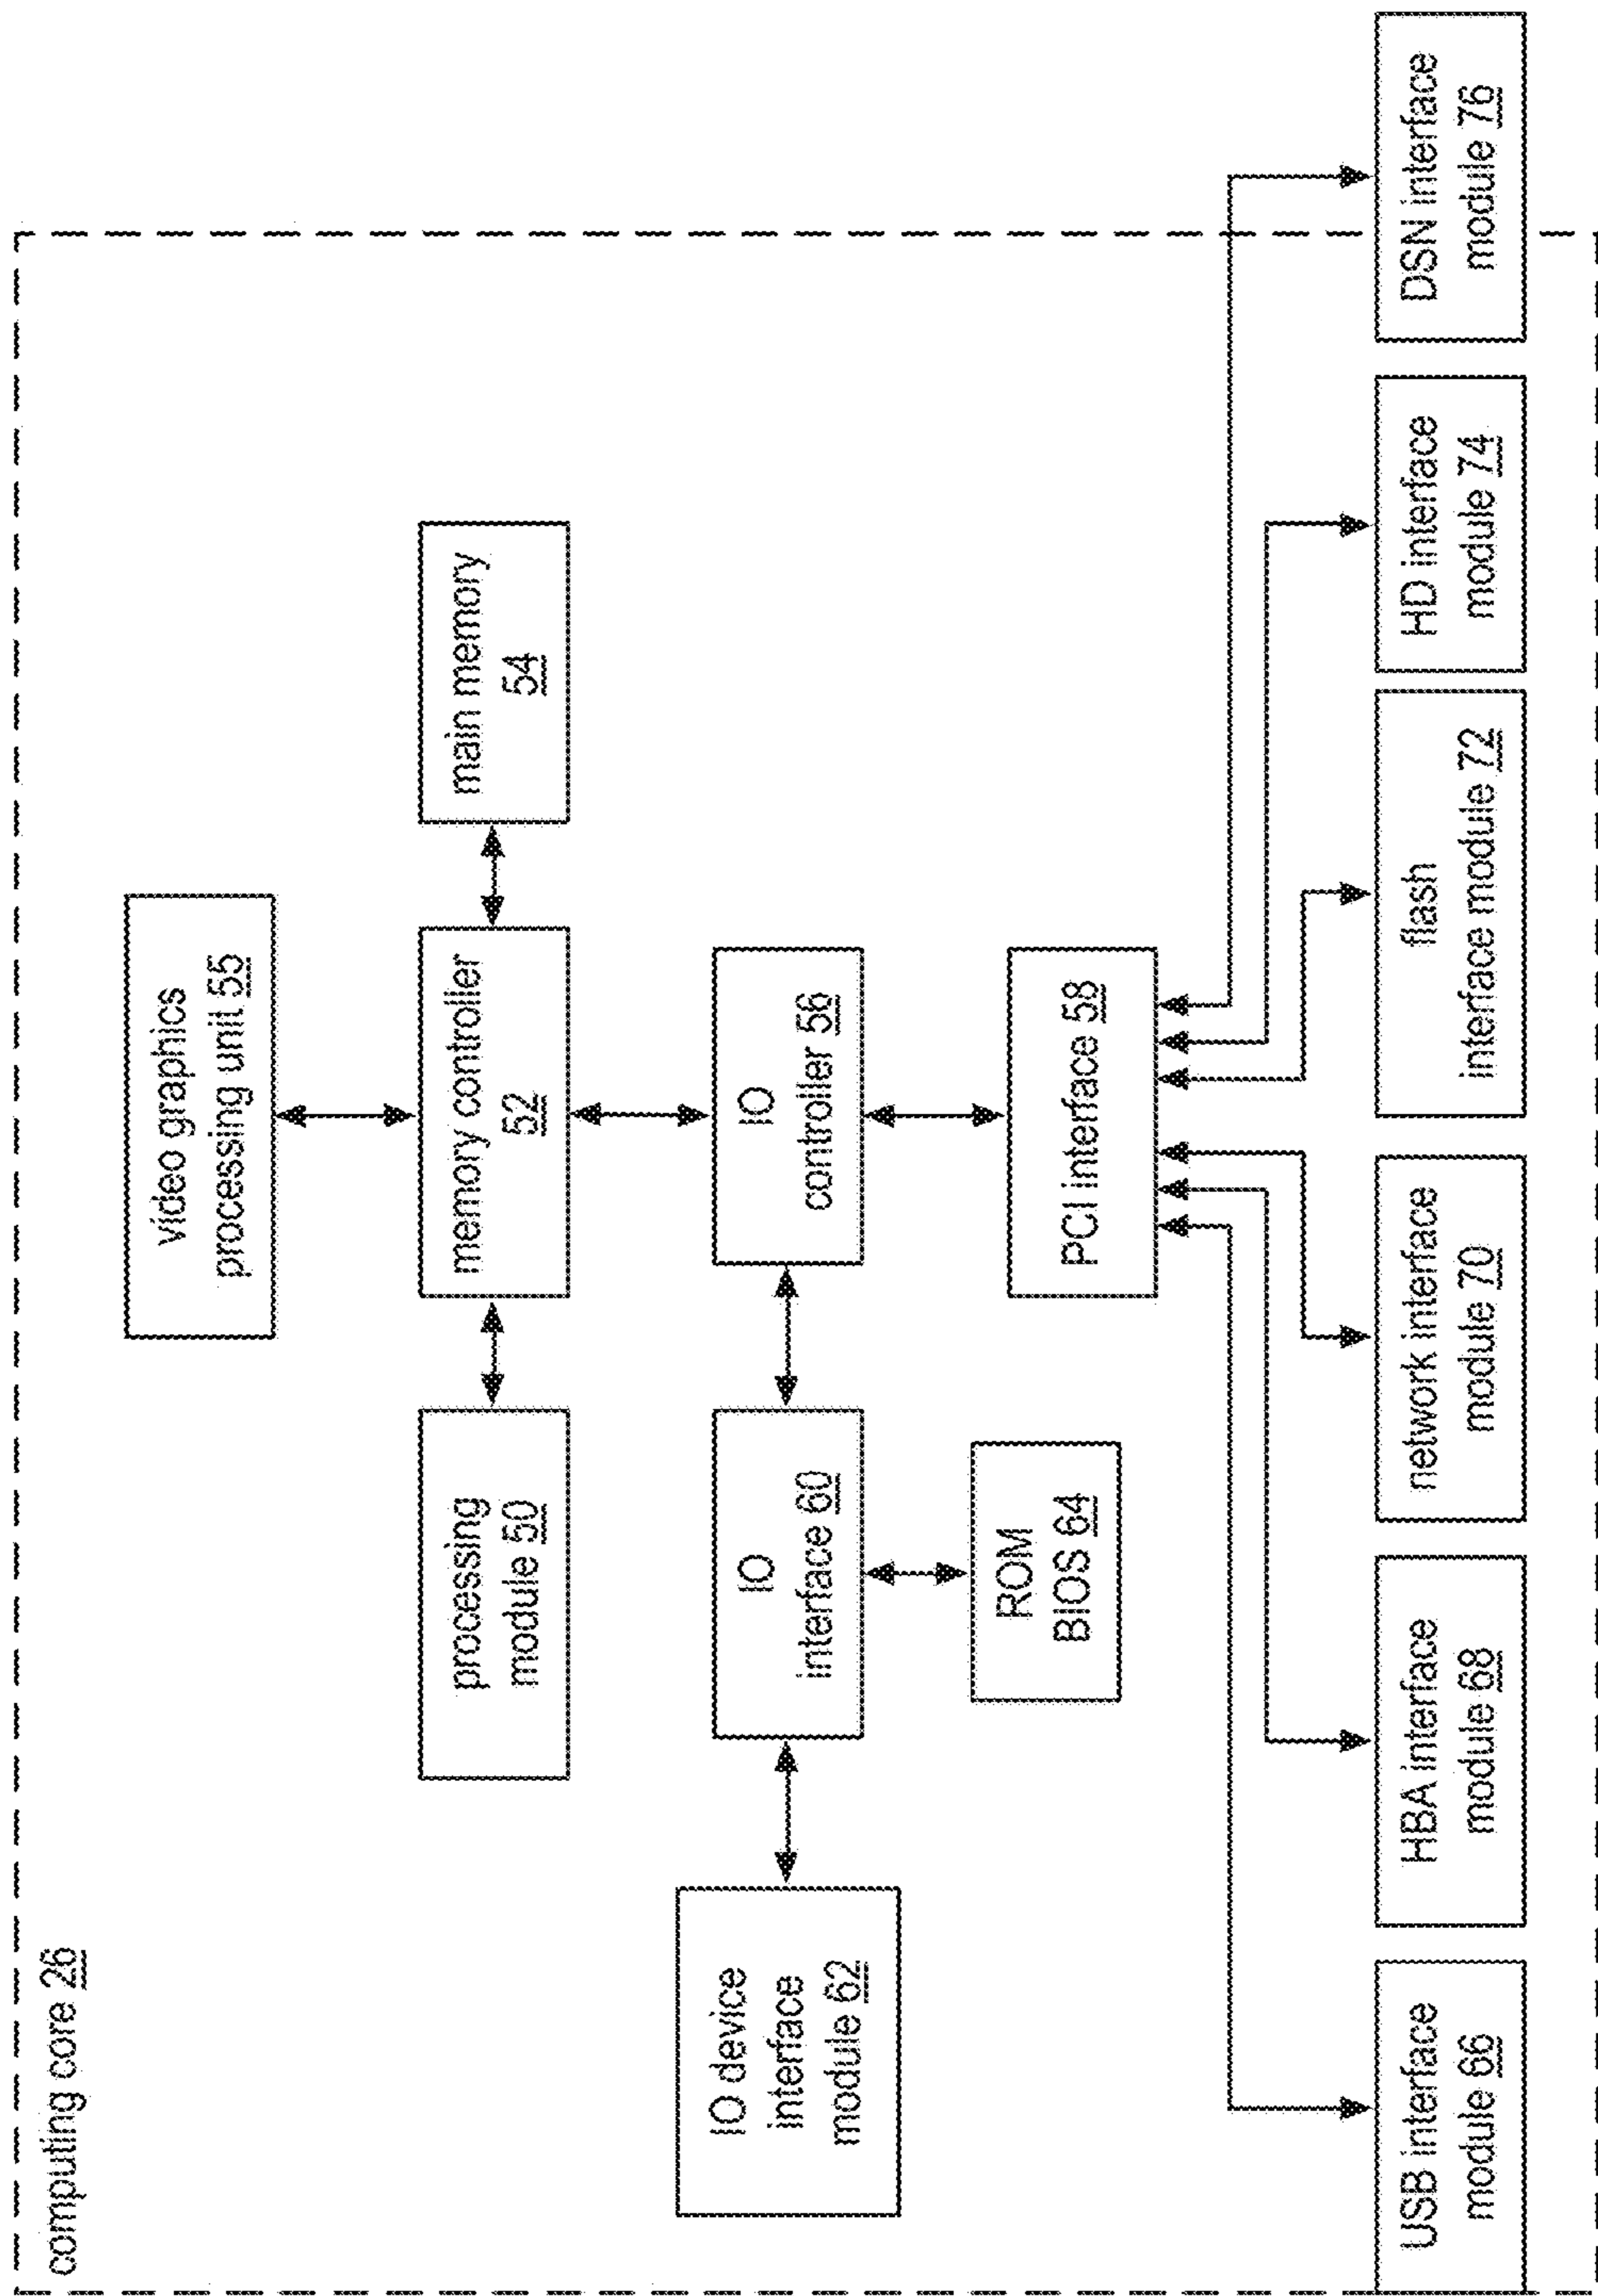 computing core 26
video graphics
processing unit 55
processing
module 50
memory controller
52
main memory
54
IO device
interface
module 62
IO
interface 60
IO
controller 56
ROM
BIOS 64
PCI interface 58
USB interface
module 66
HBA interface
module 68
network interface
module 70
flash
interface module 72
HD interface
module 74
DSN interface
module 76